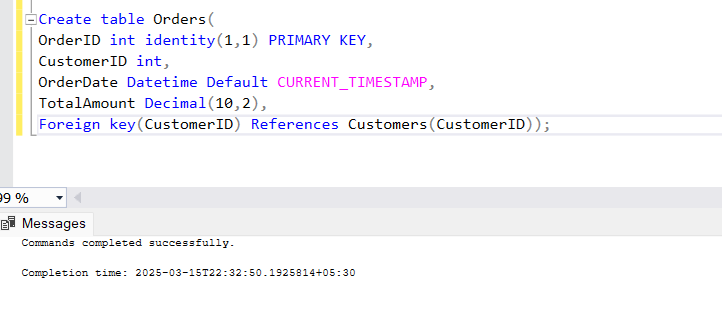 Create table Orders(
OrderID int identity(1,1) PRIMARY KEY,
CustomerID int,
OrderDate Datetime Default CURRENT_TIMESTAMP,
TotalAmount Decimal(10,2),
Foreign key(CustomerID) References Customers(CustomerID));
99 %
Messages
Commands completed successfully.
Completion time: 2025-03-15T22:32:50.1925814+05:30